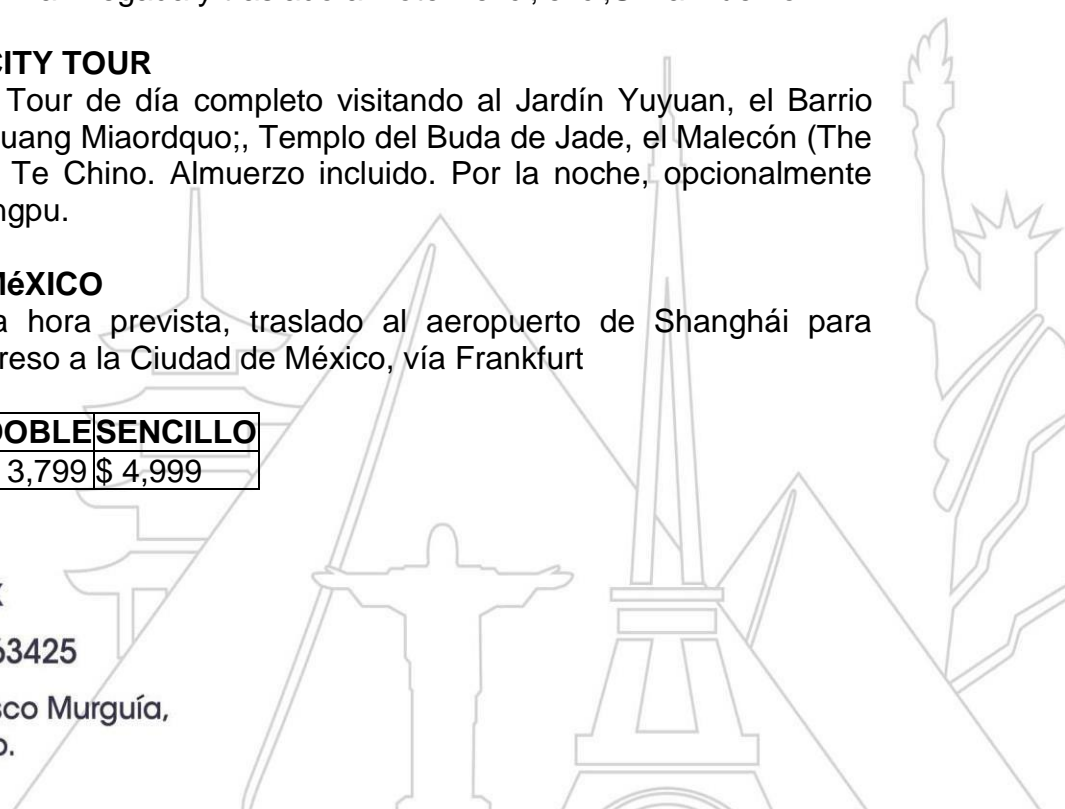 CITY TOUR
Tour de día completo visitando al Jardín Yuyuan, el Barrio
uang Miaordquo;, Templo del Buda de Jade, el Malecón (The
Te Chino. Almuerzo incluido. Por la noche, opcionalmente
ngpu.
MéXICO
a hora prevista, traslado al aeropuerto de Shanghái para
reso a la Ciudad de México, vía Frankfurt
DOBLE SENCILLO
3,799 $ 4,999
63425
sco Murguía,
o.